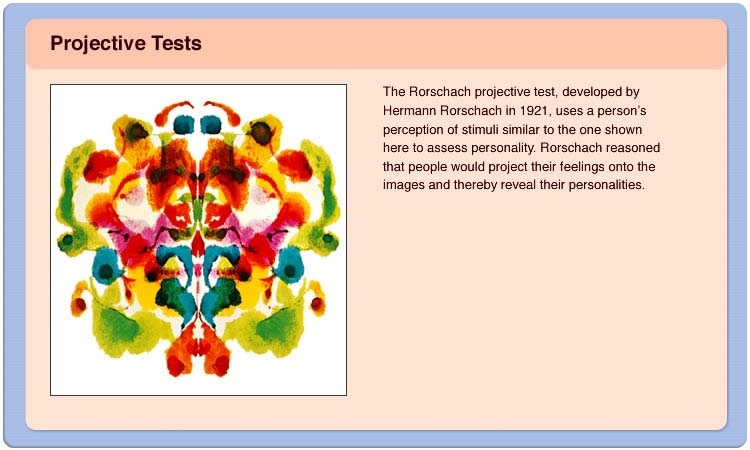 Projective Tests
The Rorschach projective test, developed by
Hermann Rorschach in 1921, uses a person's
perception of stimuli similar to the one shown
here to assess personality. Rorschach reasoned
that people would project their feelings onto the
images and thereby reveal their personalities.